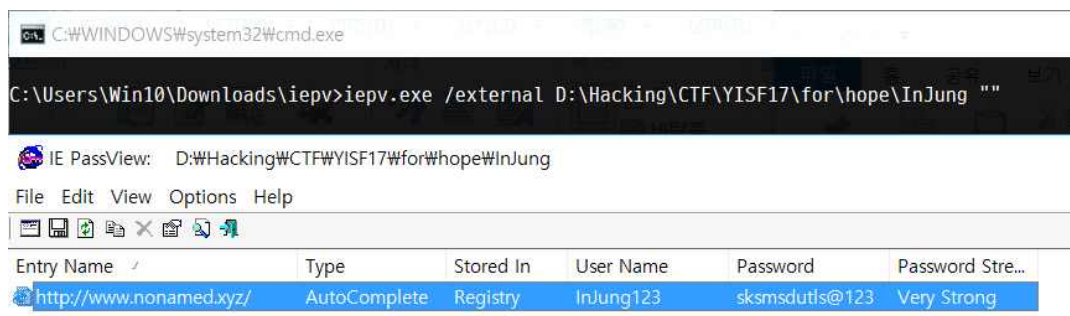 C:\WINDOWS\system32\cmd.exe
C:\Users\Win10\Downloads\iepv>iepv.exe /external D:\Hacking\CTF\YISF17\for\hope\InJung ""
IE PassView: D:₩Hacking₩CTF₩YISF17₩for₩hope₩InJung
File Edit View Options Help
Entry Name / Type Stored In User Name Password Password Stre...
http://www.nonamed.xyz/ AutoComplete Registry InJung123 sksmsdutls@123 Very Strong